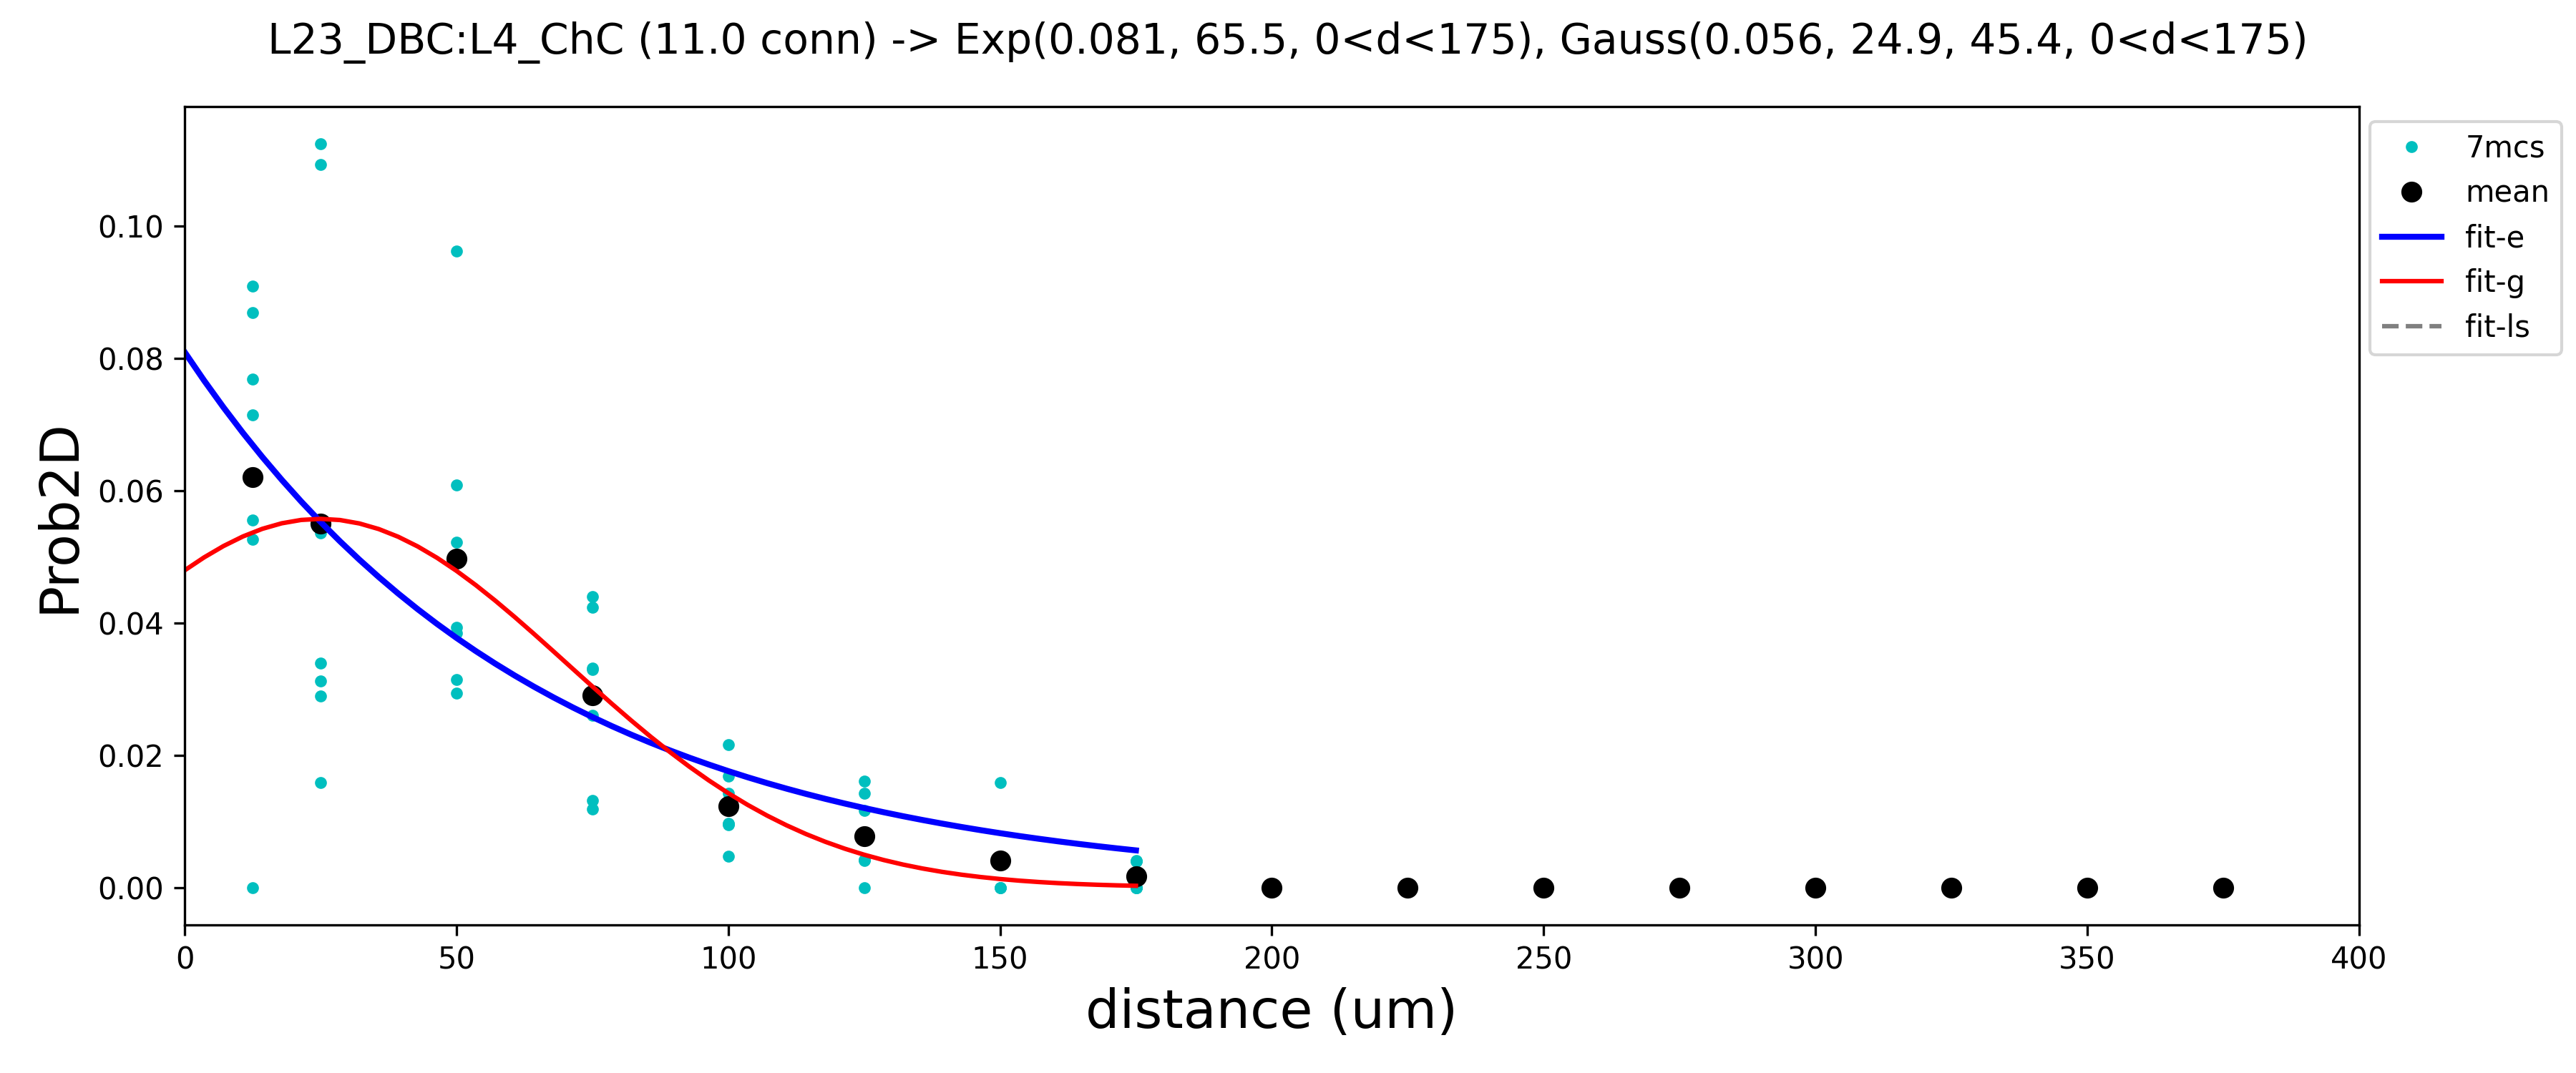 L23_DBC:L4_ChC (11.0 conn) -> Exp(0.081, 65.5, 0<d<175), Gauss(0.056, 24.9, 45.4, 0<d<175)
7mcs
mean
fit-e
fit-g
fit-ls
Prob2D
0.10
0.08
0.06
0.04
0.02
0.00
0 50 100 150 200 250 300 350 400
distance (um)